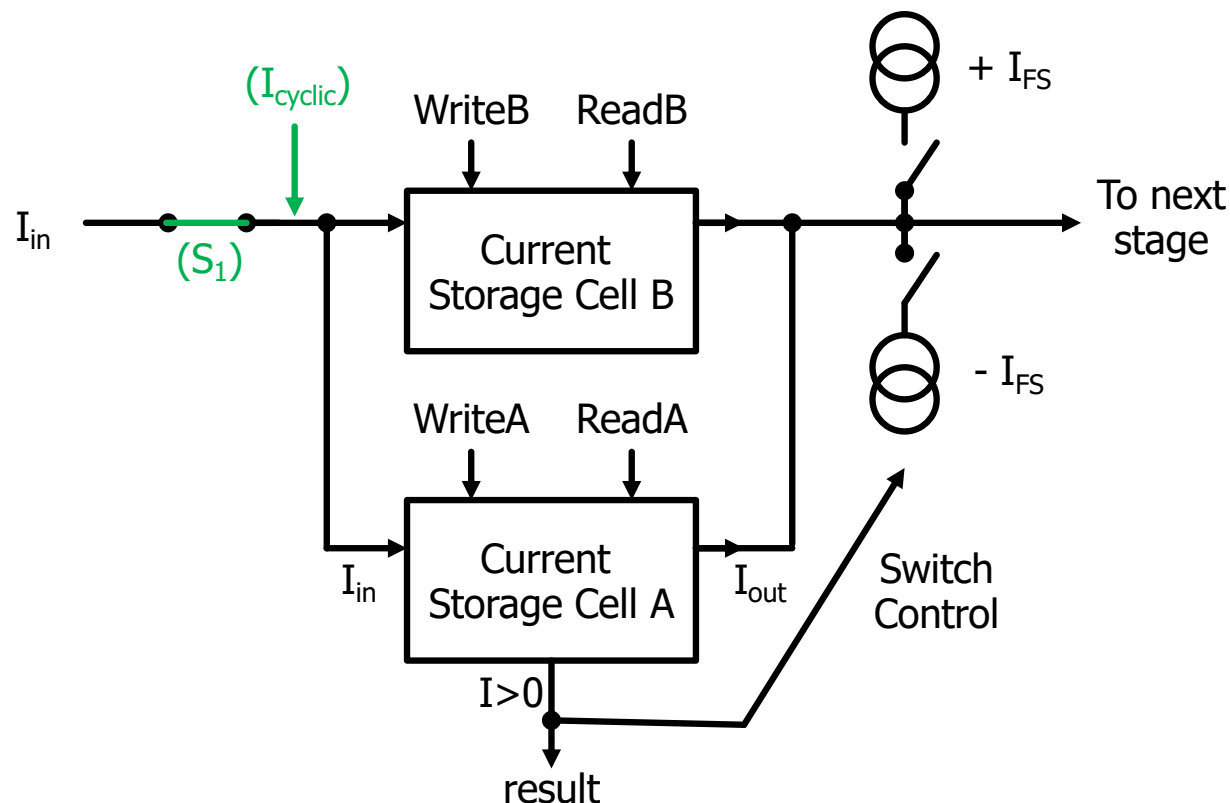 (I_cyclic)
+ I_FS
WriteB
ReadB
I_in
(S_1)
Current
Storage Cell B
To next
stage
- I_FS
WriteA
ReadA
I_in
Current
Storage Cell A
I_out
Switch
Control
I>0
result